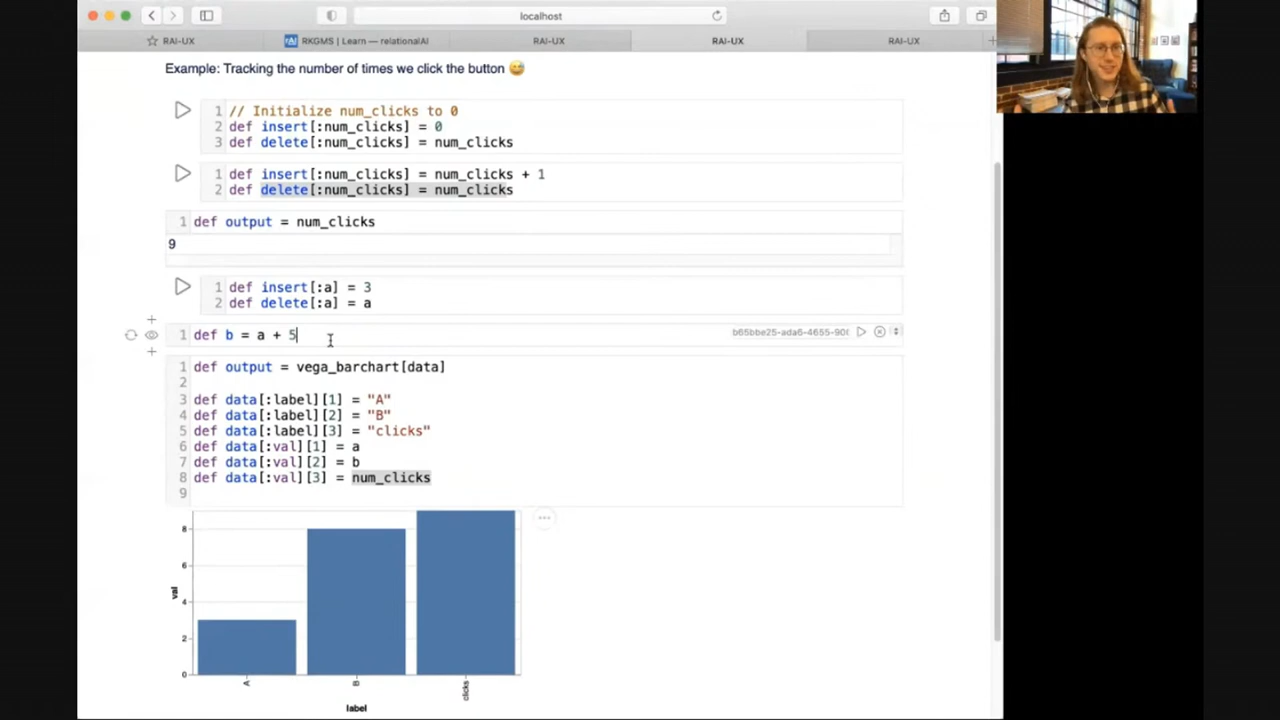 localhost
RAI-UX
RKGMS | Learn — relationalAI
RAI-UX
RAI-UX
RAI-UX
Example: Tracking the number of times we click the button 😅
1 // Initialize num_clicks to 0
2 def insert[:num_clicks] = 0
3 def delete[:num_clicks] = num_clicks
1 def insert[:num_clicks] = num_clicks + 1
2 def delete[:num_clicks] = num_clicks
1 def output = num_clicks
9
1 def insert[:a] = 3
2 def delete[:a] = a
1 def b = a + 5
b65bbe25-ada6-4655-900
1 def output = vega_barchart[data]
2
3 def data[:label][1] = "A"
4 def data[:label][2] = "B"
5 def data[:label][3] = "clicks"
6 def data[:val][1] = a
7 def data[:val][2] = b
8 def data[:val][3] = num_clicks
9
8
6
4
2
0
val
A
B
clicks
label